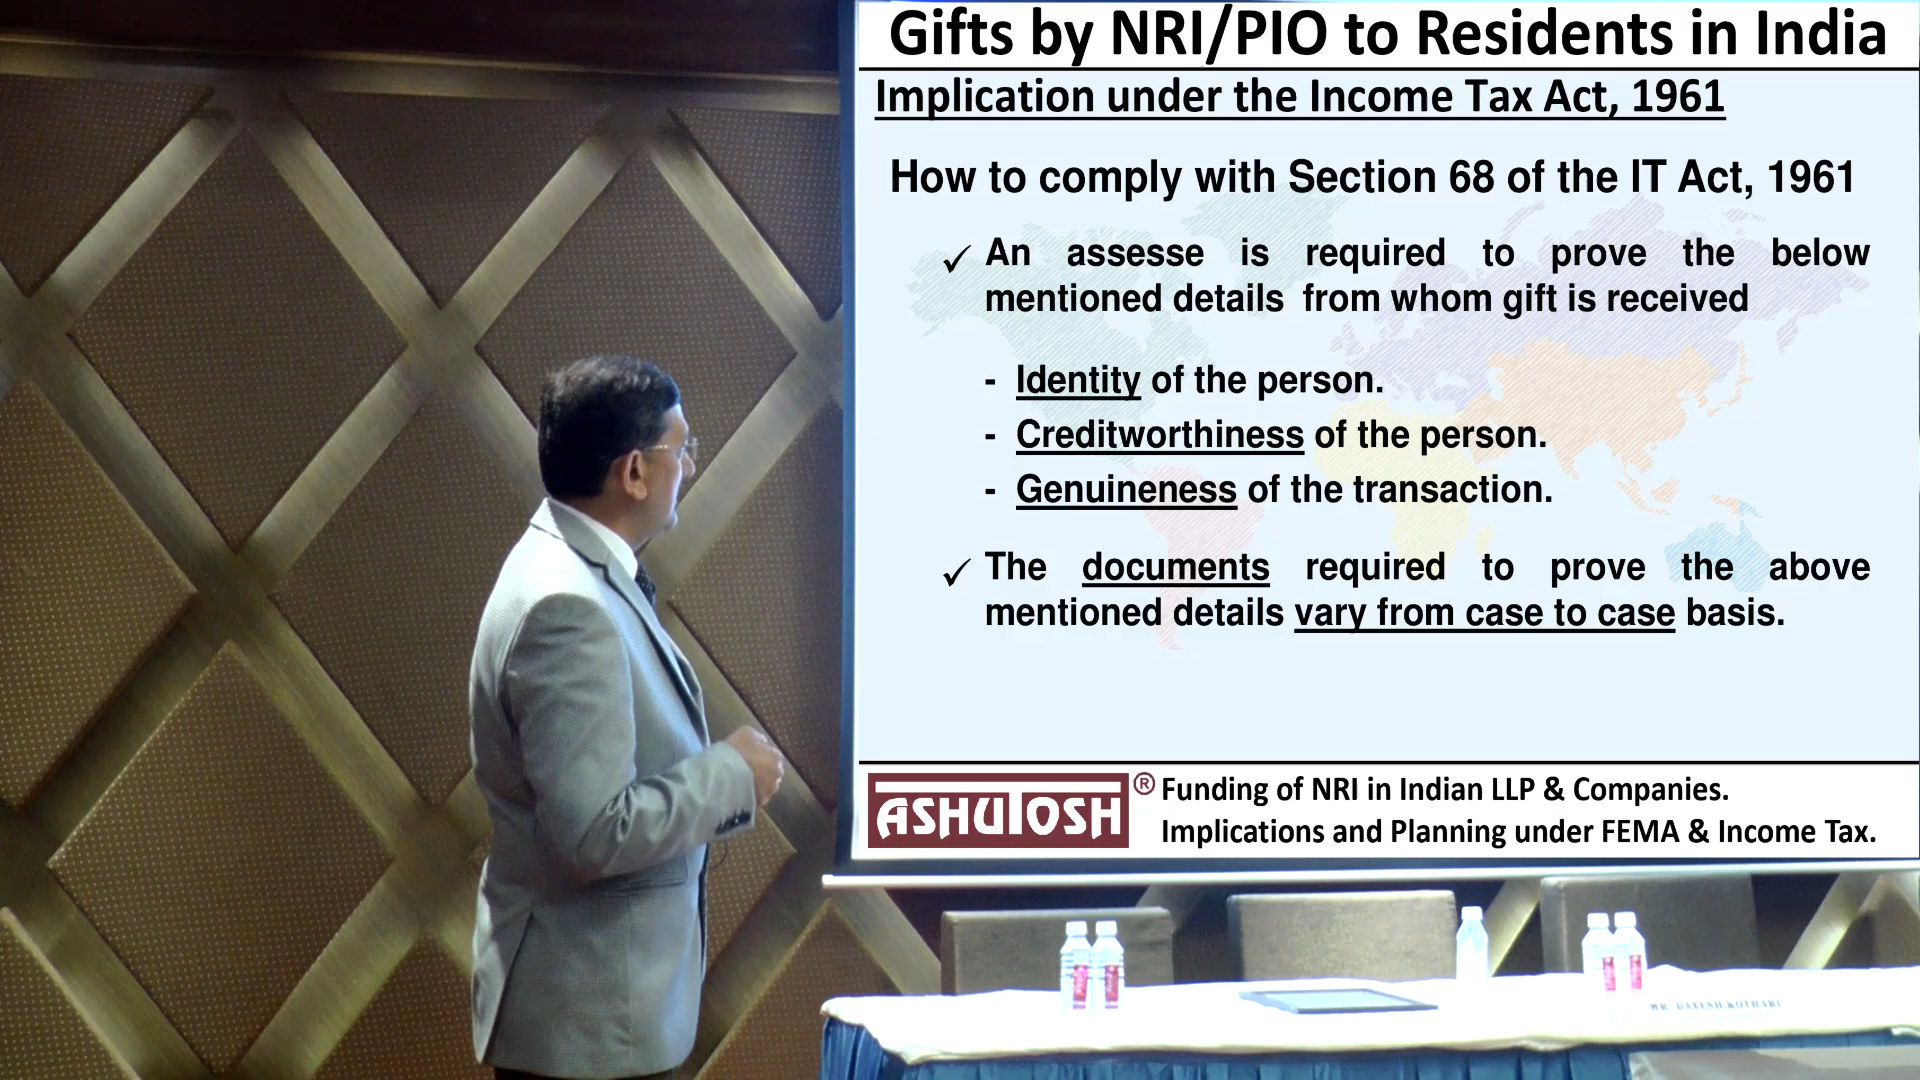 Gifts by NRI/PIO to Residents in India
Implication under the Income Tax Act, 1961
How to comply with Section 68 of the IT Act, 1961
✓ An assesse is required to prove the below
mentioned details from whom gift is received
- Identity of the person.
- Creditworthiness of the person.
- Genuineness of the transaction.
✓ The documents required to prove the above
mentioned details vary from case to case basis.
ASHUTOSH ® Funding of NRI in Indian LLP & Companies.
Implications and Planning under FEMA & Income Tax.
MR. KOTHARI